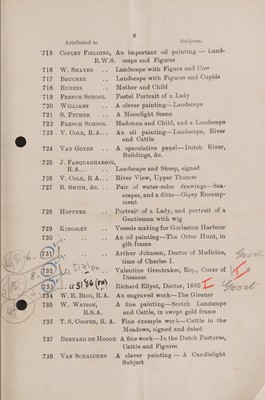 9
Attributed to. Subjects.
715 COPLEY FIELDING, An important oil painting — Land-
R.W.S. scape and Figures
716 W. SHAYER .. Landscape with Figure and Cow
717 BOUCHER .. Landscape with Figures and Cupids
718 RUBENS .. Mother and Child
719 FRENCH SCHOOL Pastel Portrait of a Lady
720 WILLIAMS .. A clever painting—Landscape
721 S. PETHER .. A Moonlight Scene
722 FRENCH SCHOOL Madonna and Child, and a Landscape
723 V. COLE, R.A... An oil painting—Landscape, River
and Cattle
724 VAN GOYEN .. A speculative panel—Dutch River,
Buildings, &c.
725 J. FARQUAHARSON,
R.A... .. Landscape and Sheep, signed
726 V. COLE, R.A... River View, Upper Thames
727 B. SMITH, &c. .. Pair of water-color drawings—Sea-
scapes, and a ditto—Gipsy Encamp-
ment
728 HOPPNER .. Portrait of a Lady, and portrait of a
Gentleman with wig
729 KINGSLEY .. Vessels making for Gorleston Harbour
730 .. An oil painting—The Otter Hunt, in
gilt frame
731 .. Arthur Johnson, Doctor of Medicine,
time of Charles I.
732 Valentine Greatrakes, Esq., Curer of
Diseases
733 Richard Ellyst, Doctor, 1660 Good
734 W. R. BIGG, R.A. An engraved work—The Gleaner
735 W. WATSON, A fine painting—Scotch Landscape
R.S.A. and Cattle, in swept gold frame
736 T. S. COOPER, R.A. Fine example work—Cattle in the
Meadows, signed and dated
737 BERNARD DE HOOGE A fine work—In the Dutch Pastures,
Cattle and Figures
738 VAN SCHALCKEN A clever painting — A Candlelight
Subject